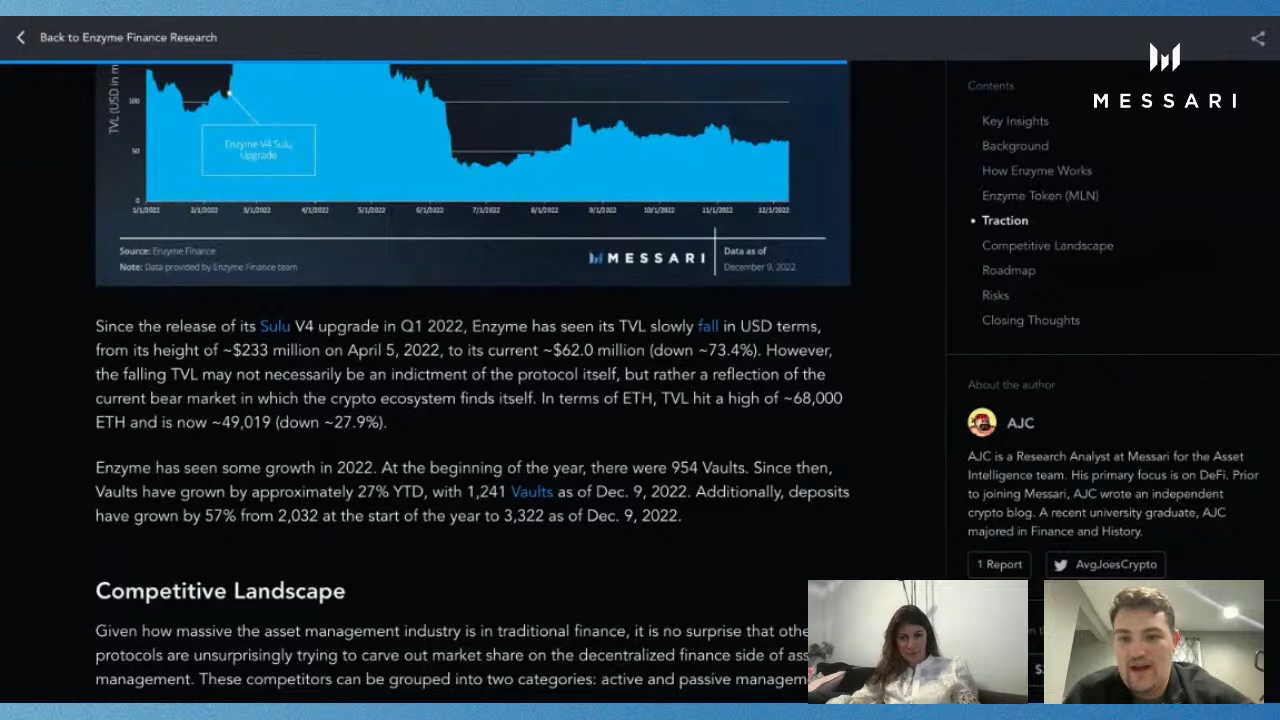 Back to Enzyme Finance Research
MESSARI
TVL (USD in m
100
50
0
Enzyme V4 Sulu
Upgrade
1/1/2022 2/1/2022 3/1/2022 4/1/2022 5/1/2022 6/1/2022 7/1/2022 8/1/2022 9/1/2022 10/1/2022 11/1/2022 12/1/2022
Source: Enzyme Finance
Note: Data provided by Enzyme Finance team
MESSARI
Data as of
December 9, 2022
Since the release of its Sulu V4 upgrade in Q1 2022, Enzyme has seen its TVL slowly fall in USD terms,
from its height of ~$233 million on April 5, 2022, to its current ~$62.0 million (down ~73.4%). However,
the falling TVL may not necessarily be an indictment of the protocol itself, but rather a reflection of the
current bear market in which the crypto ecosystem finds itself. In terms of ETH, TVL hit a high of ~68,000
ETH and is now ~49,019 (down ~27.9%).
Enzyme has seen some growth in 2022. At the beginning of the year, there were 954 Vaults. Since then,
Vaults have grown by approximately 27% YTD, with 1,241 Vaults as of Dec. 9, 2022. Additionally, deposits
have grown by 57% from 2,032 at the start of the year to 3,322 as of Dec. 9, 2022.
Competitive Landscape
Given how massive the asset management industry is in traditional finance, it is no surprise that othe
protocols are unsurprisingly trying to carve out market share on the decentralized finance side of ass
management. These competitors can be grouped into two categories: active and passive managem
Contents
Key Insights
Background
How Enzyme Works
Enzyme Token (MLN)
• Traction
Competitive Landscape
Roadmap
Risks
Closing Thoughts
About the author
AJC
AJC is a Research Analyst at Messari for the Asset
Intelligence team. His primary focus is on DeFi. Prior
to joining Messari, AJC wrote an independent
crypto blog. A recent university graduate, AJC
majored in Finance and History.
1 Report
AvgJoesCrypto